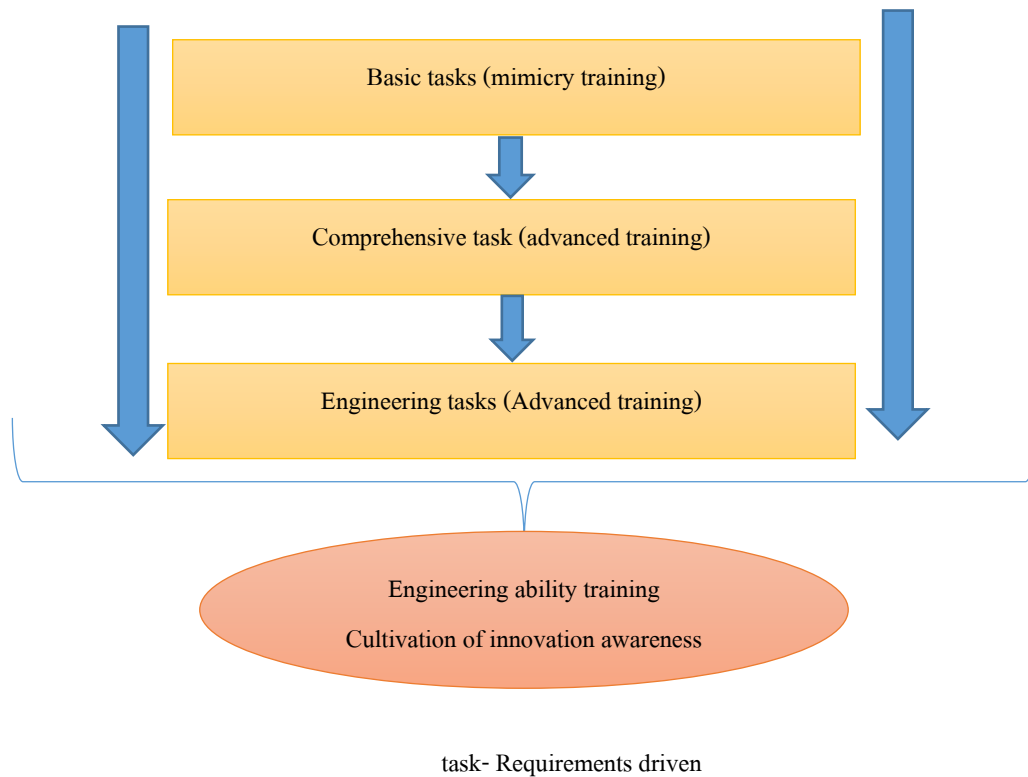 Basic tasks (mimicry training)
Comprehensive task (advanced training)
Engineering tasks (Advanced training)
Engineering ability training
Cultivation of innovation awareness
task- Requirements driven